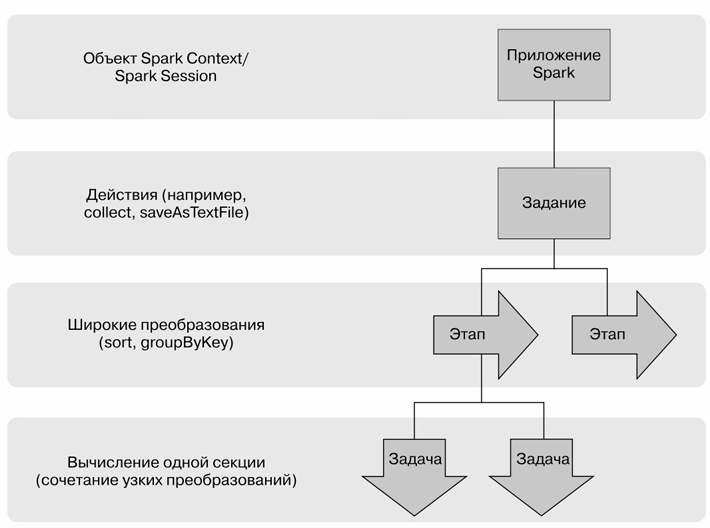 Объект Spark Context/
Spark Session
Приложение
Spark
Действия (например,
collect, saveAsTextFile)
Задание
Широкие преобразования
(sort, groupByKey)
Этап
Этап
Вычисление одной секции
(сочетание узких преобразований)
Задача
Задача